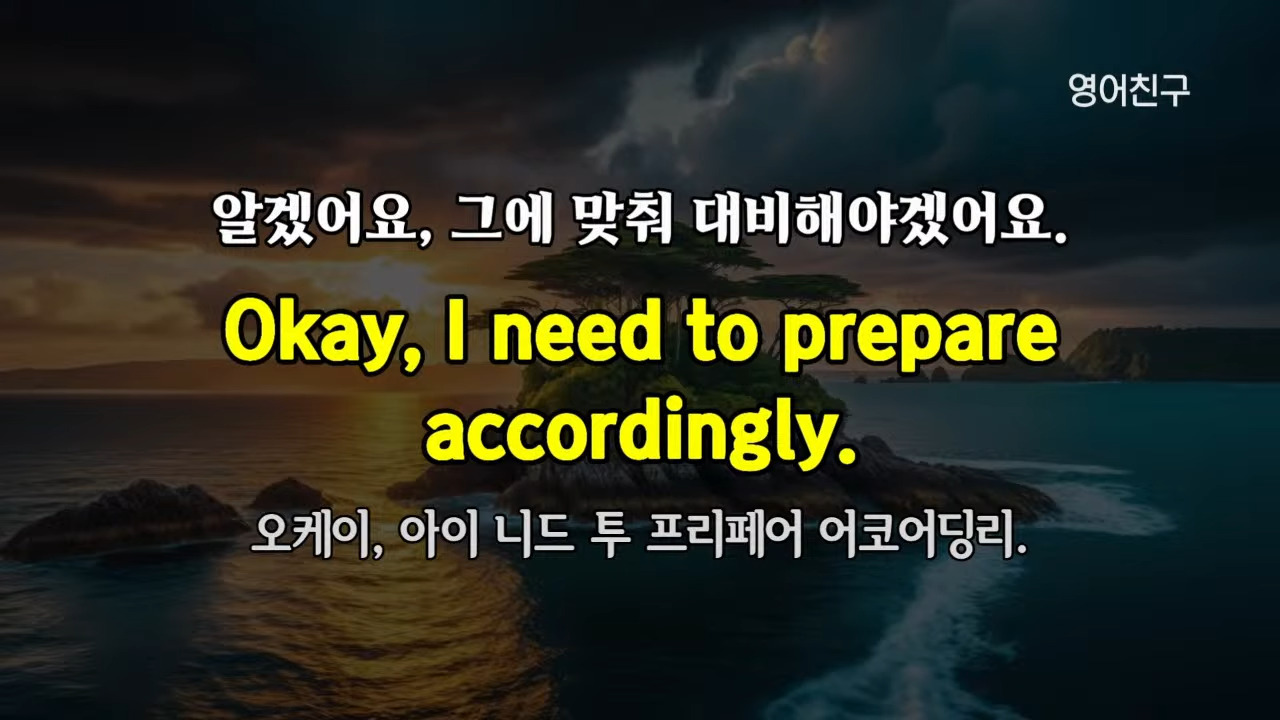 영어친구
알겠어요, 그에 맞춰 대비해야겠어요.
Okay, I need to prepare
accordingly.
오케이, 아이 니드 투 프리페어 어코어딩리.